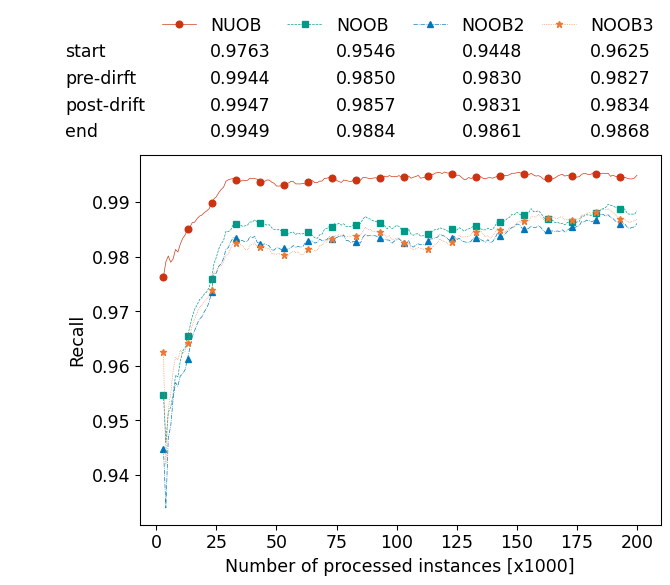 NUOB NOOB NOOB2 NOOB3
start 0.9763 0.9546 0.9448 0.9625
pre-dirft 0.9944 0.9850 0.9830 0.9827
post-drift 0.9947 0.9857 0.9831 0.9834
end 0.9949 0.9884 0.9861 0.9868
0.99
0.98
0.97
0.96
0.95
0.94
Recall
0 25 50 75 100 125 150 175 200
Number of processed instances [x1000]